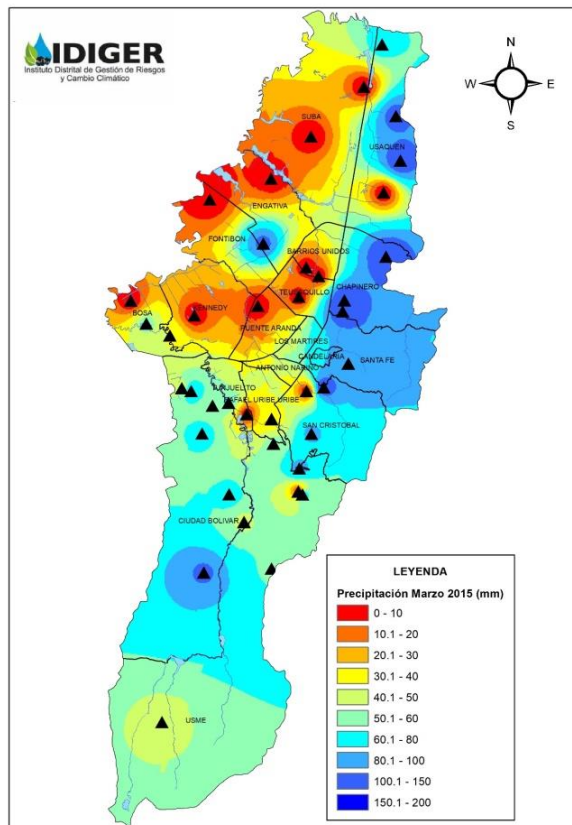 IDIGER
Instituto Distrital de Gestión de Riesgos
y Cambio Climático
N
W
E
S
SUBA
USAQUEN
ENGATIVA
FONTIBON
BARRIOS UNIDOS
TEUSAQUILLO
CHAPINERO
BOSA
KENNEDY
PUENTE ARANDA
LOS MARTIRES
CANDELARIA
SANTA FE
ANTONIO NARIÑO
TUNJUELITO
RAFAEL URIBE URIBE
SAN CRISTOBAL
CIUDAD BOLIVAR
USME
LEYENDA
Precipitación Marzo 2015 (mm)
0 - 10
10.1 - 20
20.1 - 30
30.1 - 40
40.1 - 50
50.1 - 60
60.1 - 80
80.1 - 100
100.1 - 150
150.1 - 200